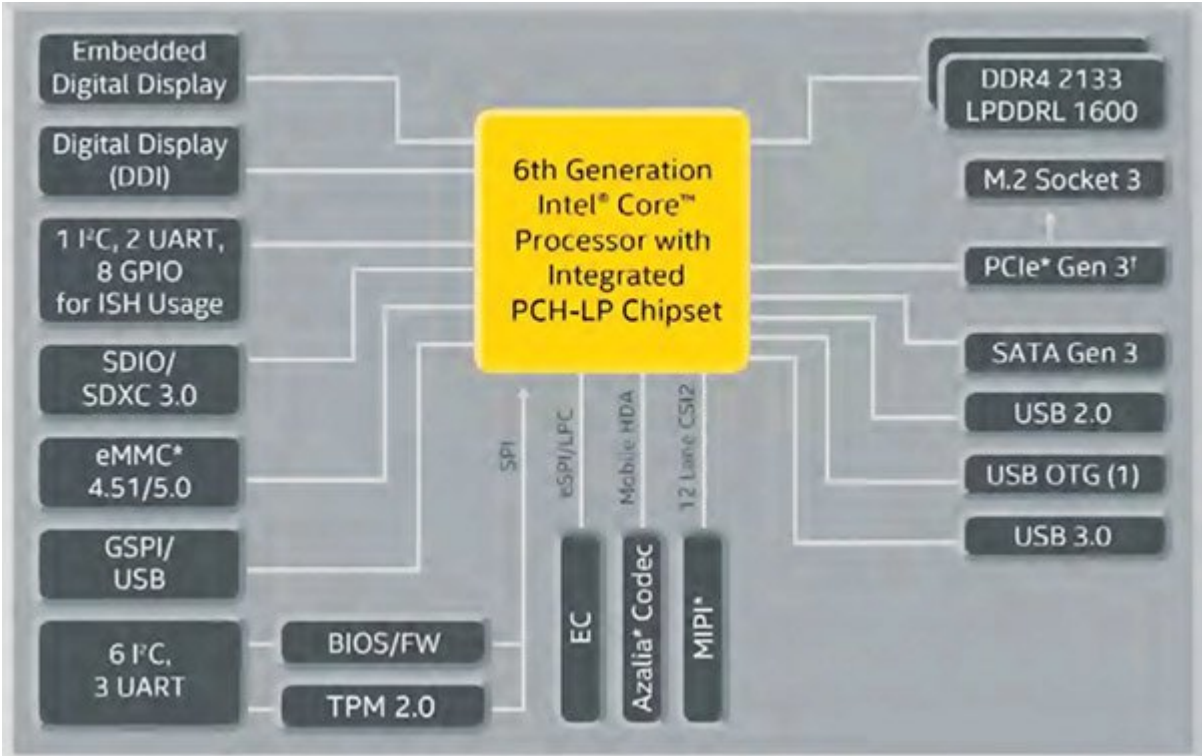 Embedded
Digital Display
Digital Display
(DDI)
1 I²C, 2 UART,
8 GPIO
for ISH Usage
SDIO/
SDXC 3.0
eMMC*
4.51/5.0
GSPI/
USB
6 I²C,
3 UART
BIOS/FW
TPM 2.0
6th Generation
Intel® Core™
Processor with
Integrated
PCH-LP Chipset
SPI
eSPI/LPC
Mobile HDA
12 Lane CSI2
EC
Azalia* Codec
MIPI*
DDR4 2133
LPDDRL 1600
M.2 Socket 3
PCIe* Gen 3†
SATA Gen 3
USB 2.0
USB OTG (1)
USB 3.0